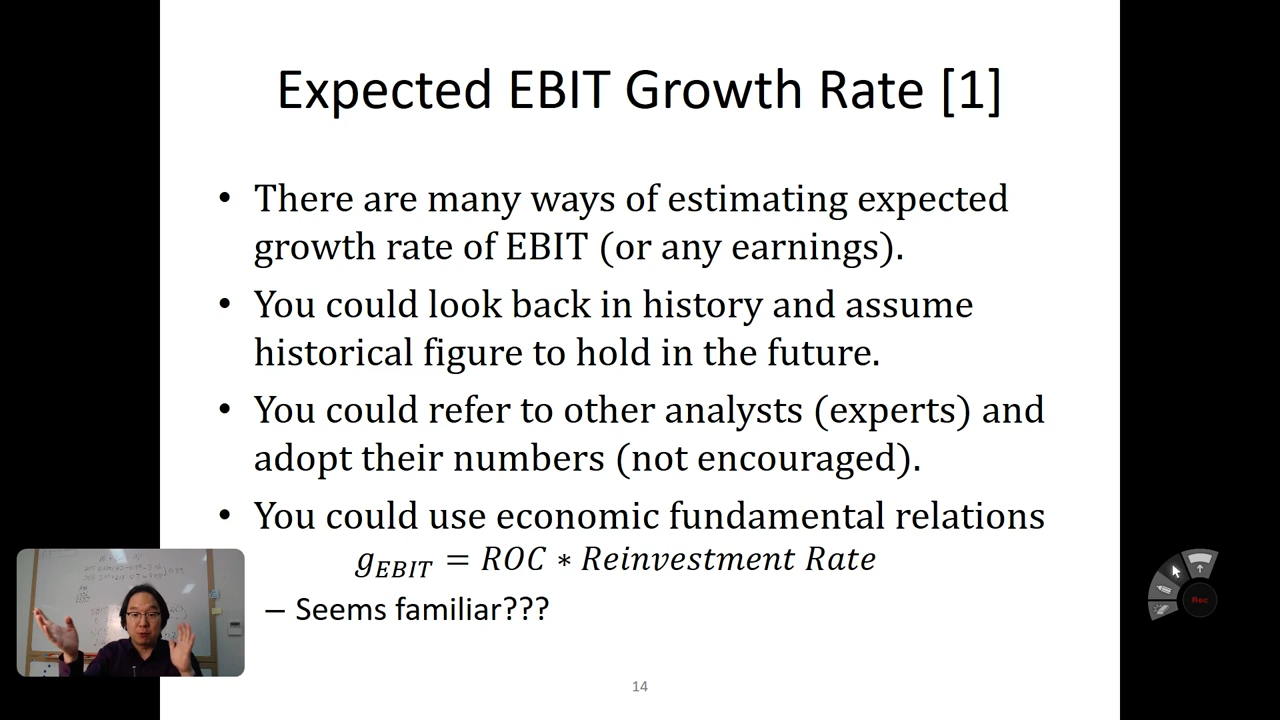 Expected EBIT Growth Rate [1]
• There are many ways of estimating expected
growth rate of EBIT (or any earnings).
• You could look back in history and assume
historical figure to hold in the future.
• You could refer to other analysts (experts) and
adopt their numbers (not encouraged).
• You could use economic fundamental relations
g_EBIT = ROC ∗ Reinvestment Rate
– Seems familiar???
14
Rec